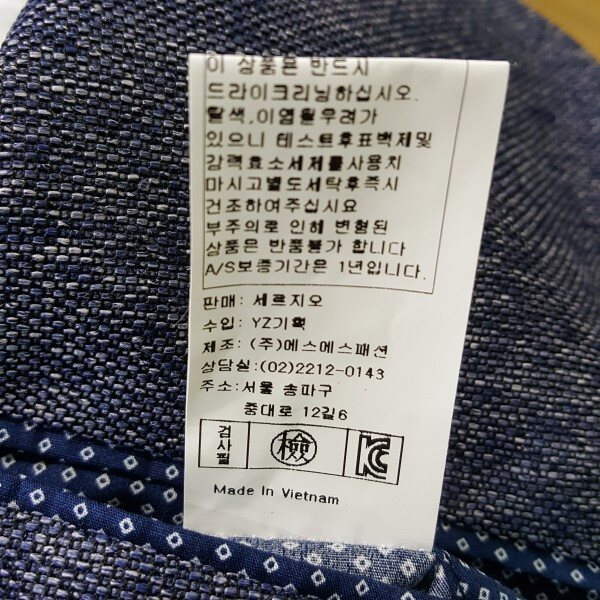 이 상품은 반드시
드라이크리닝하십시오.
탈색,이염될우려가
있으니 테스트후표백제및
강력효소세제를사용치
마시고별도세탁후즉시
건조하여주십시요
부주의로 인해 변형된
상품은 반품불가 합니다
A/S보증기간은 1년입니다.
판매: 세르지오
수입: YZ기획
제조: (주)에스에스패션
상담실:(02)2212-0143
주소:서울 송파구
중대로 12길6
검사필 檢 KC
Made In Vietnam